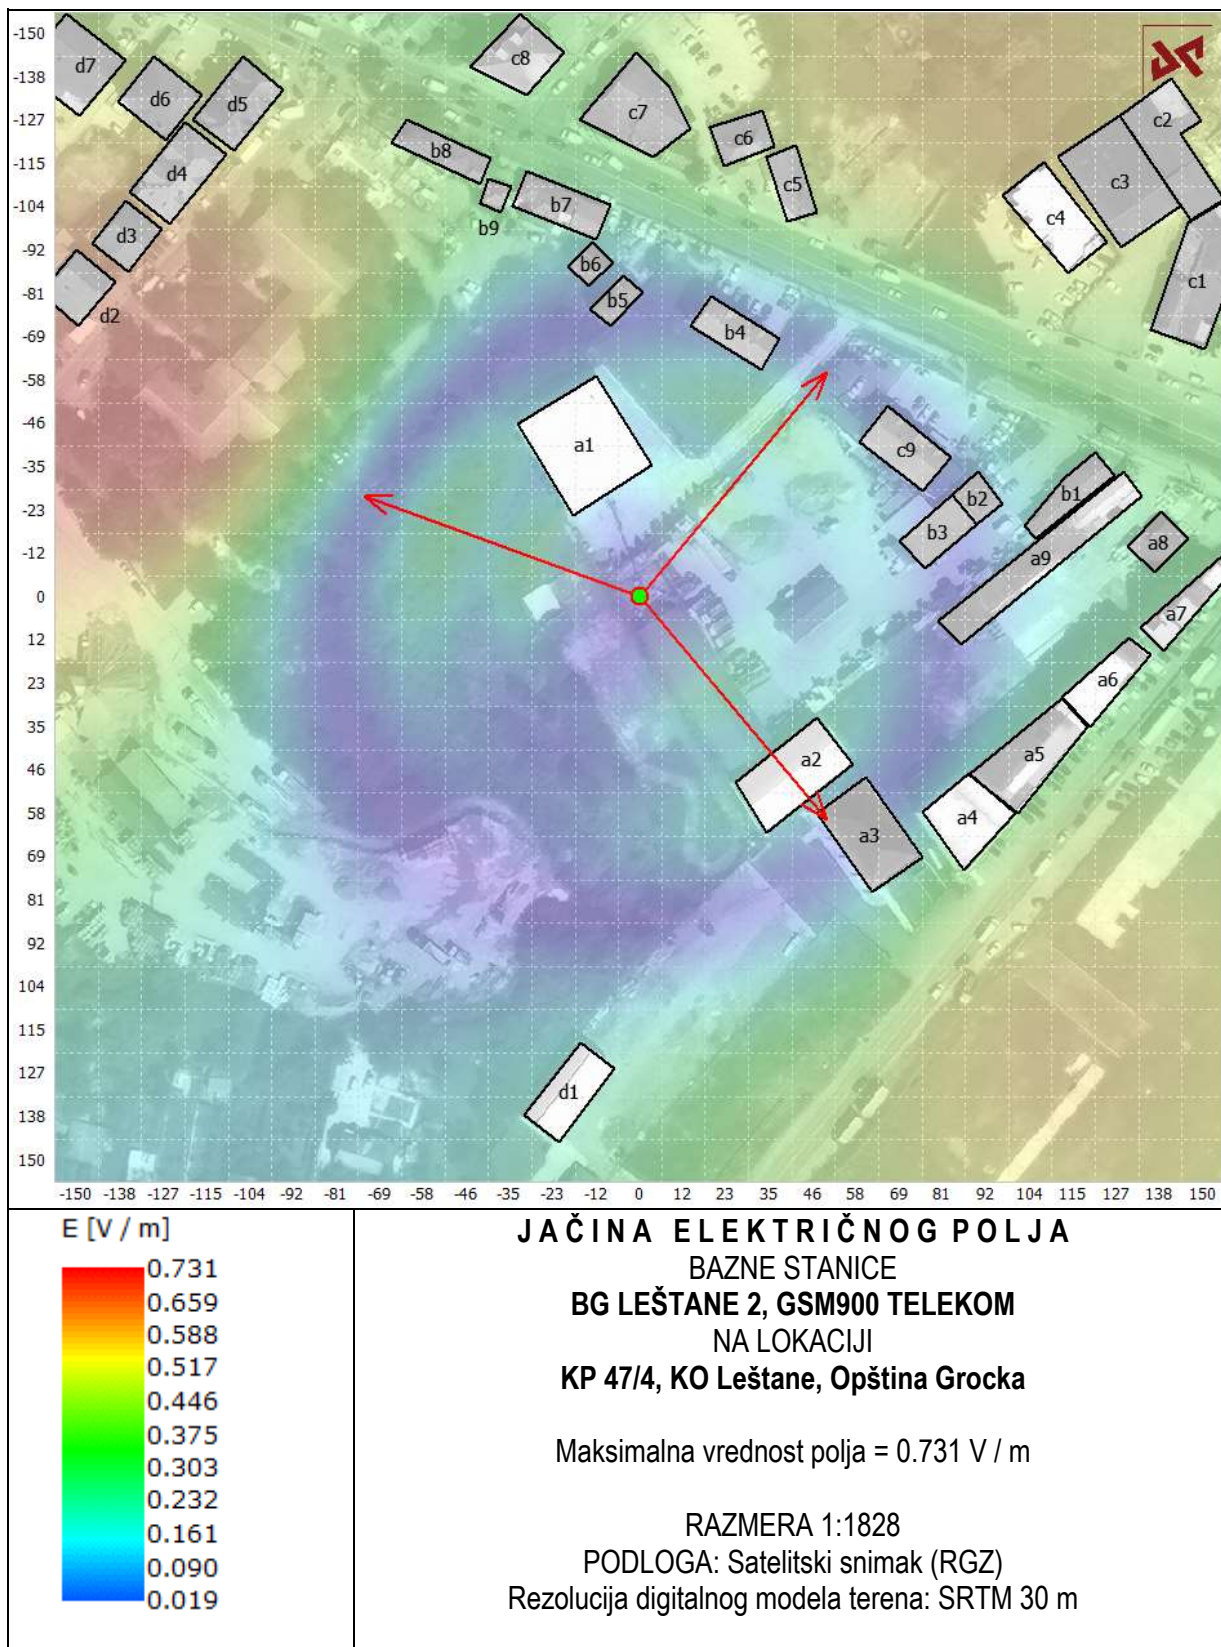 -150
-138
-127
-115
-104
-92
-81
-69
-58
-46
-35
-23
-12
0
12
23
35
46
58
69
81
92
104
115
127
138
150
d7
d6
d5
d4
d3
d2
c8
c7
c6
c5
c2
c3
c4
c1
b8
b9
b7
b6
b5
b4
a1
c9
b2
b3
b1
a9
a8
a7
a6
a5
a4
a2
a3
d1
-150 -138 -127 -115 -104 -92 -81 -69 -58 -46 -35 -23 -12 0 12 23 35 46 58 69 81 92 104 115 127 138 150
E [V / m]
0.731
0.659
0.588
0.517
0.446
0.375
0.303
0.232
0.161
0.090
0.019
JAČINA ELEKTRIČNOG POLJA
BAZNE STANICE
BG LEŠTANE 2, GSM900 TELEKOM
NA LOKACIJI
KP 47/4, KO Leštane, Opština Grocka
Maksimalna vrednost polja = 0.731 V / m
RAZMERA 1:1828
PODLOGA: Satelitski snimak (RGZ)
Rezolucija digitalnog modela terena: SRTM 30 m